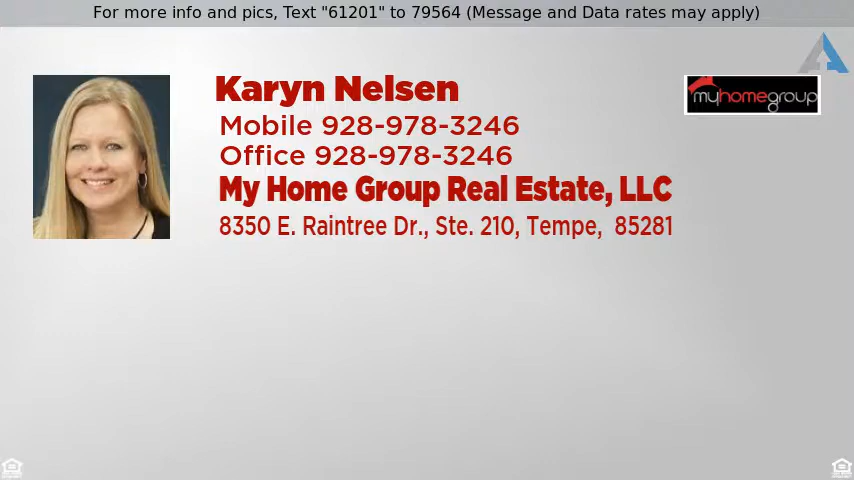 For more info and pics, Text "61201" to 79564 (Message and Data rates may apply)
Karyn Nelsen
myhomegroup
Mobile 928-978-3246
Office 928-978-3246
My Home Group Real Estate, LLC
8350 E. Raintree Dr., Ste. 210, Tempe,  85281